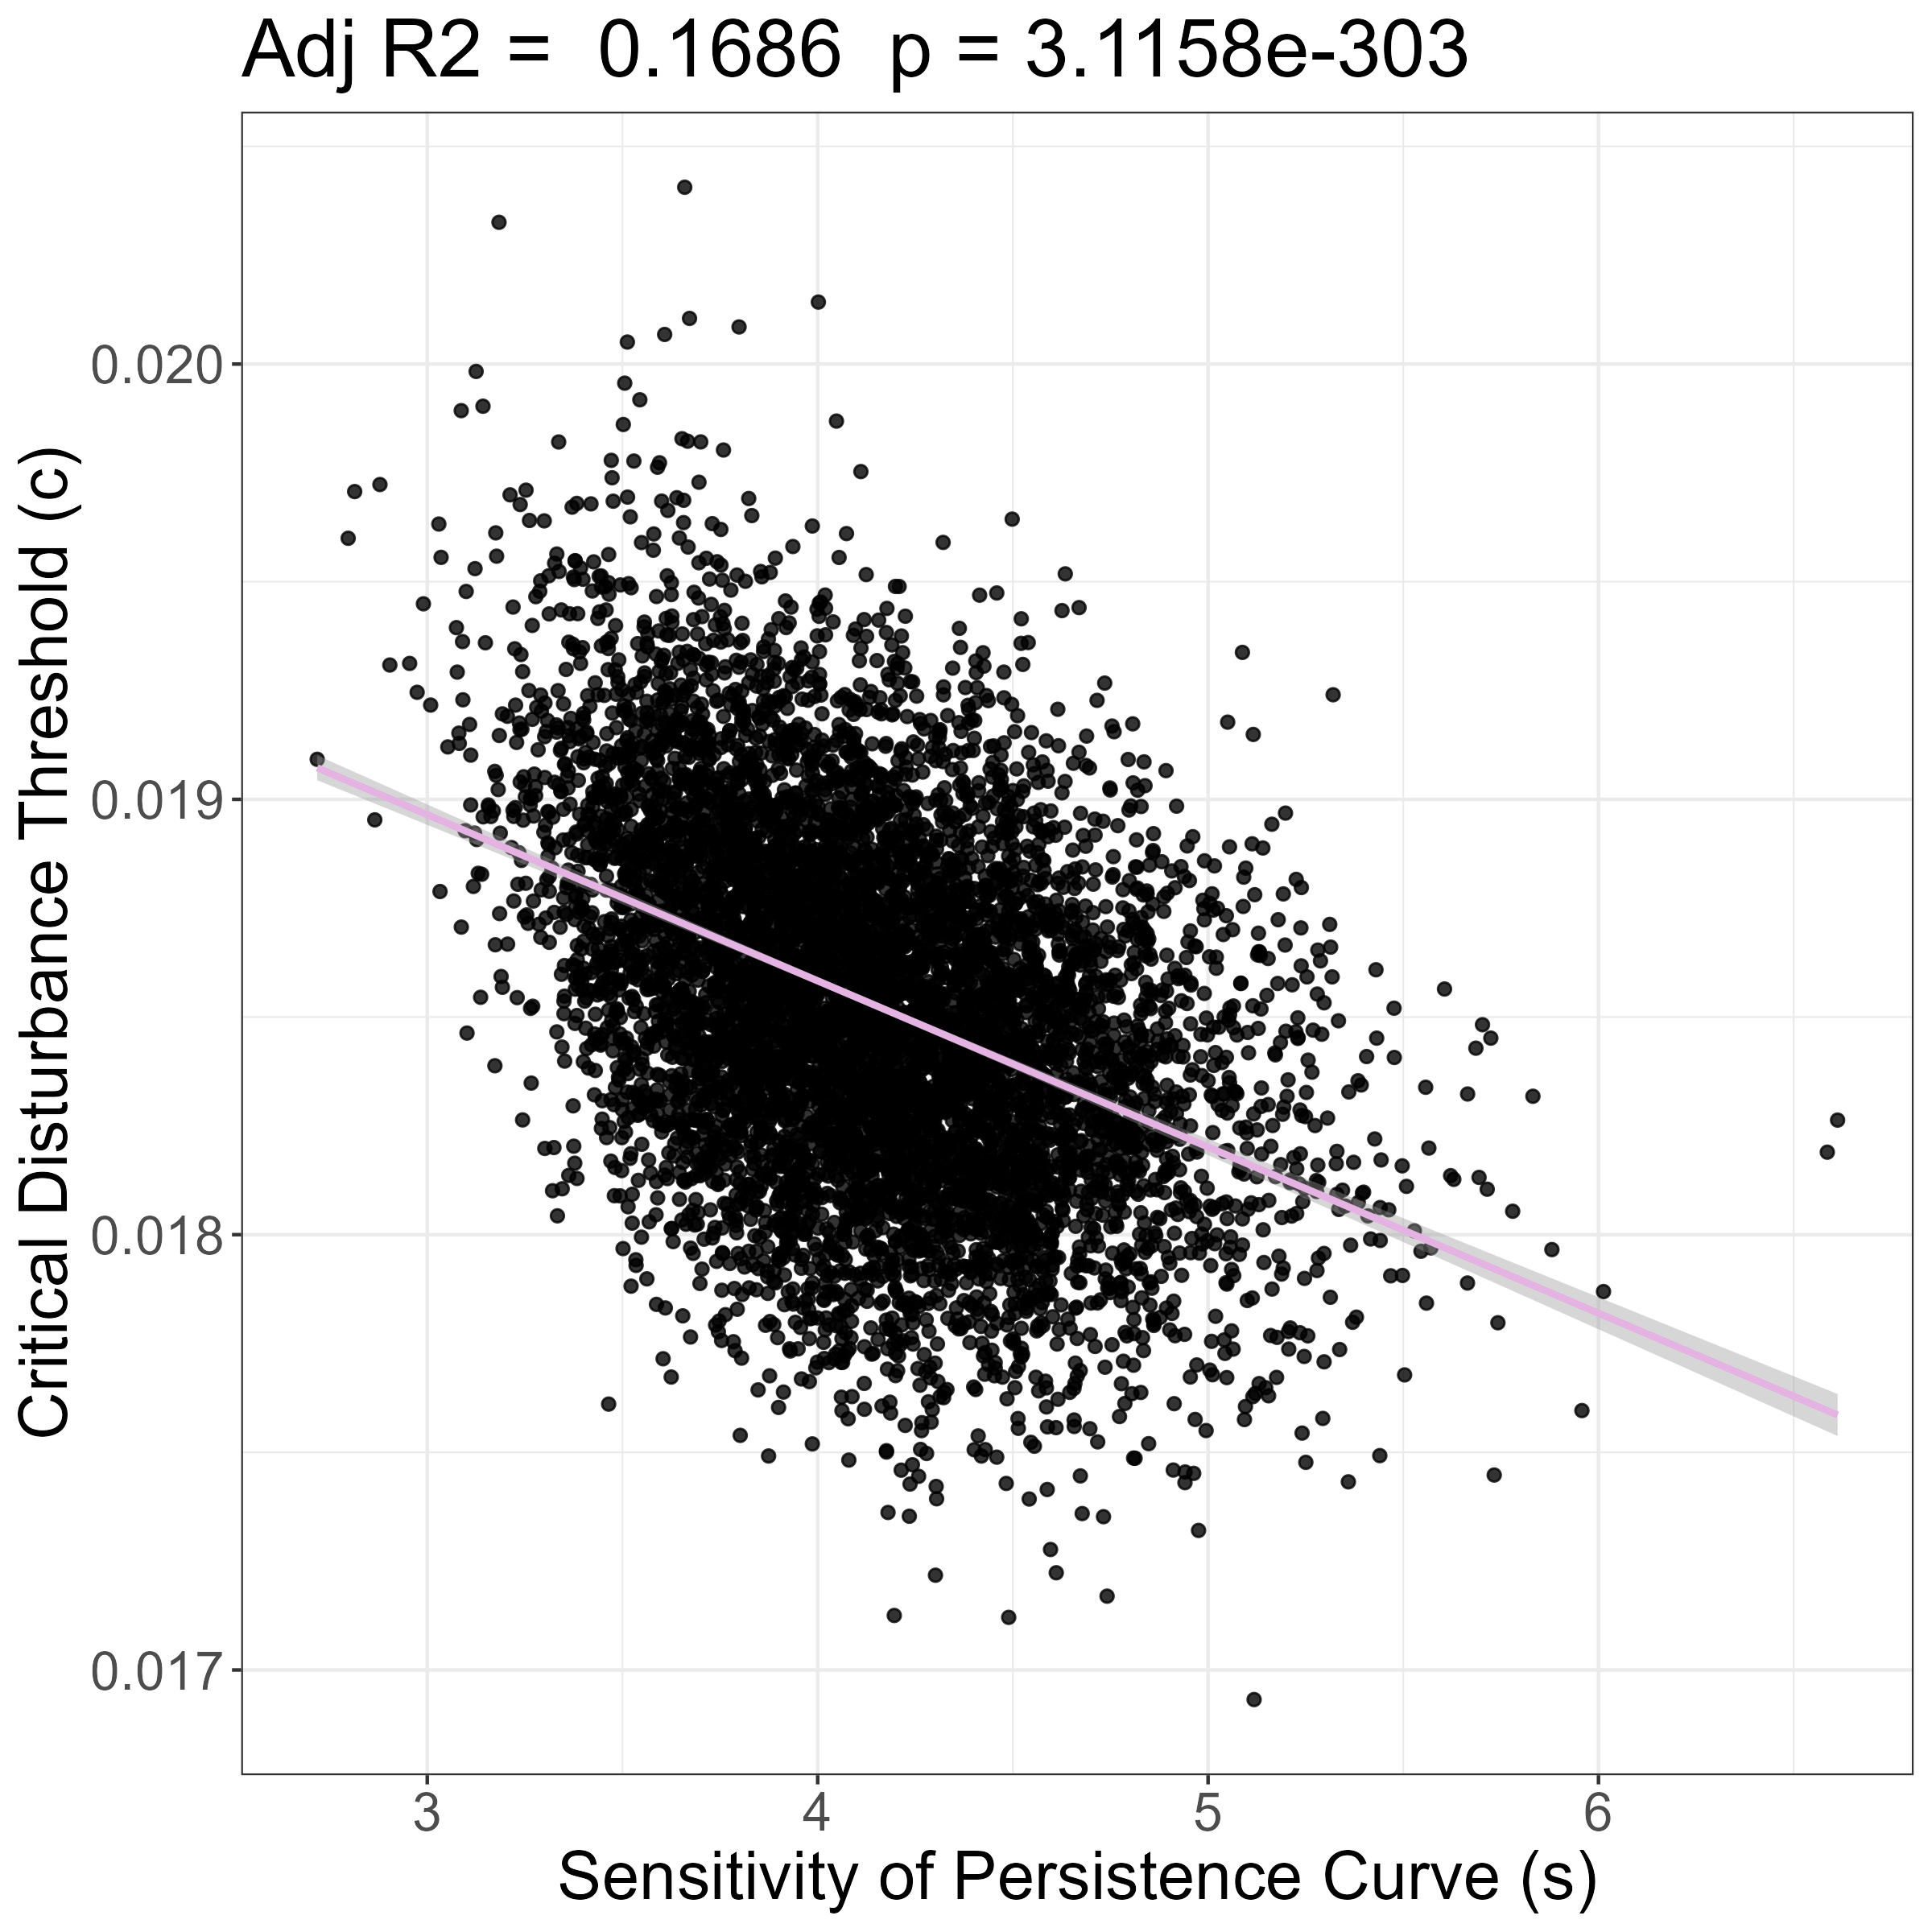 Adj R2 = 0.1686 p = 3.1158e-303
Critical Disturbance Threshold (c)
0.020
0.019
0.018
0.017
3 4 5 6
Sensitivity of Persistence Curve (s)